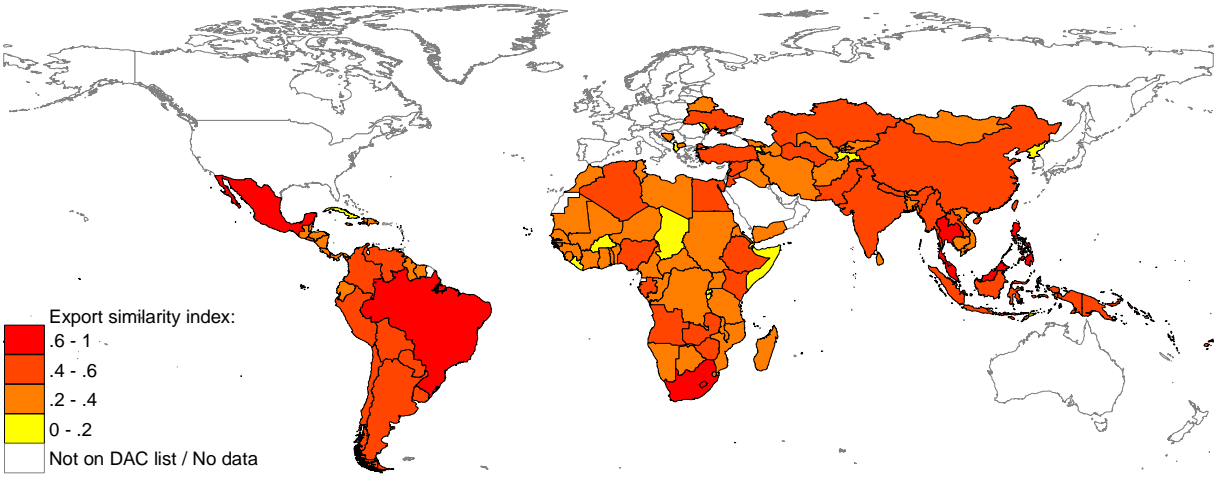 Export similarity index:
.6 - 1
.4 - .6
.2 - .4
0 - .2
Not on DAC list / No data